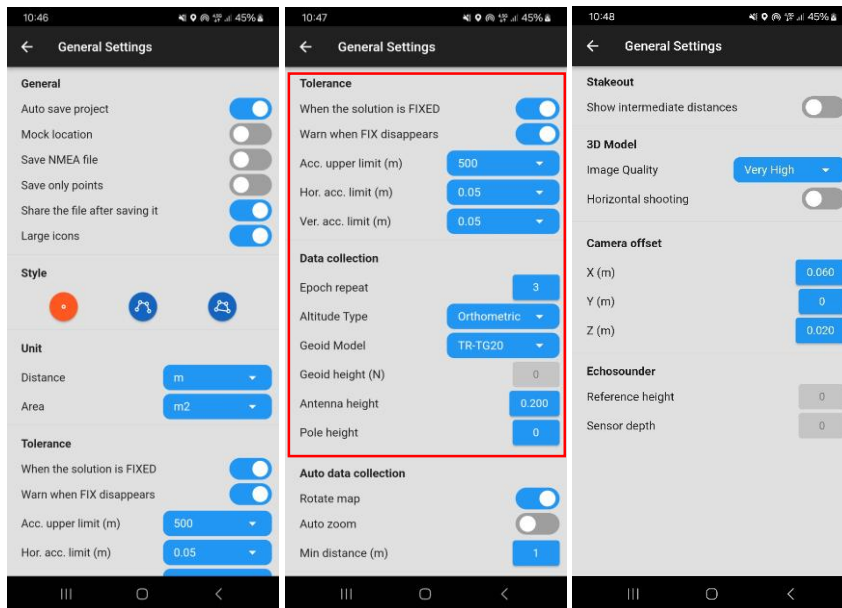 10:46
45%
General Settings
General
Auto save project
Mock location
Save NMEA file
Save only points
Share the file after saving it
Large icons
Style
Unit
Distance m
Area m2
Tolerance
When the solution is FIXED
Warn when FIX disappears
Acc. upper limit (m) 500
Hor. acc. limit (m) 0.05
10:47
45%
General Settings
Tolerance
When the solution is FIXED
Warn when FIX disappears
Acc. upper limit (m) 500
Hor. acc. limit (m) 0.05
Ver. acc. limit (m) 0.05
Data collection
Epoch repeat 3
Altitude Type Orthometric
Geoid Model TR-TG20
Geoid height (N) 0
Antenna height 0.200
Pole height 0
Auto data collection
Rotate map
Auto zoom
Min distance (m) 1
10:48
45%
General Settings
Stakeout
Show intermediate distances
3D Model
Image Quality Very High
Horizontal shooting
Camera offset
X (m) 0.060
Y (m) 0
Z (m) 0.020
Echosounder
Reference height 0
Sensor depth 0